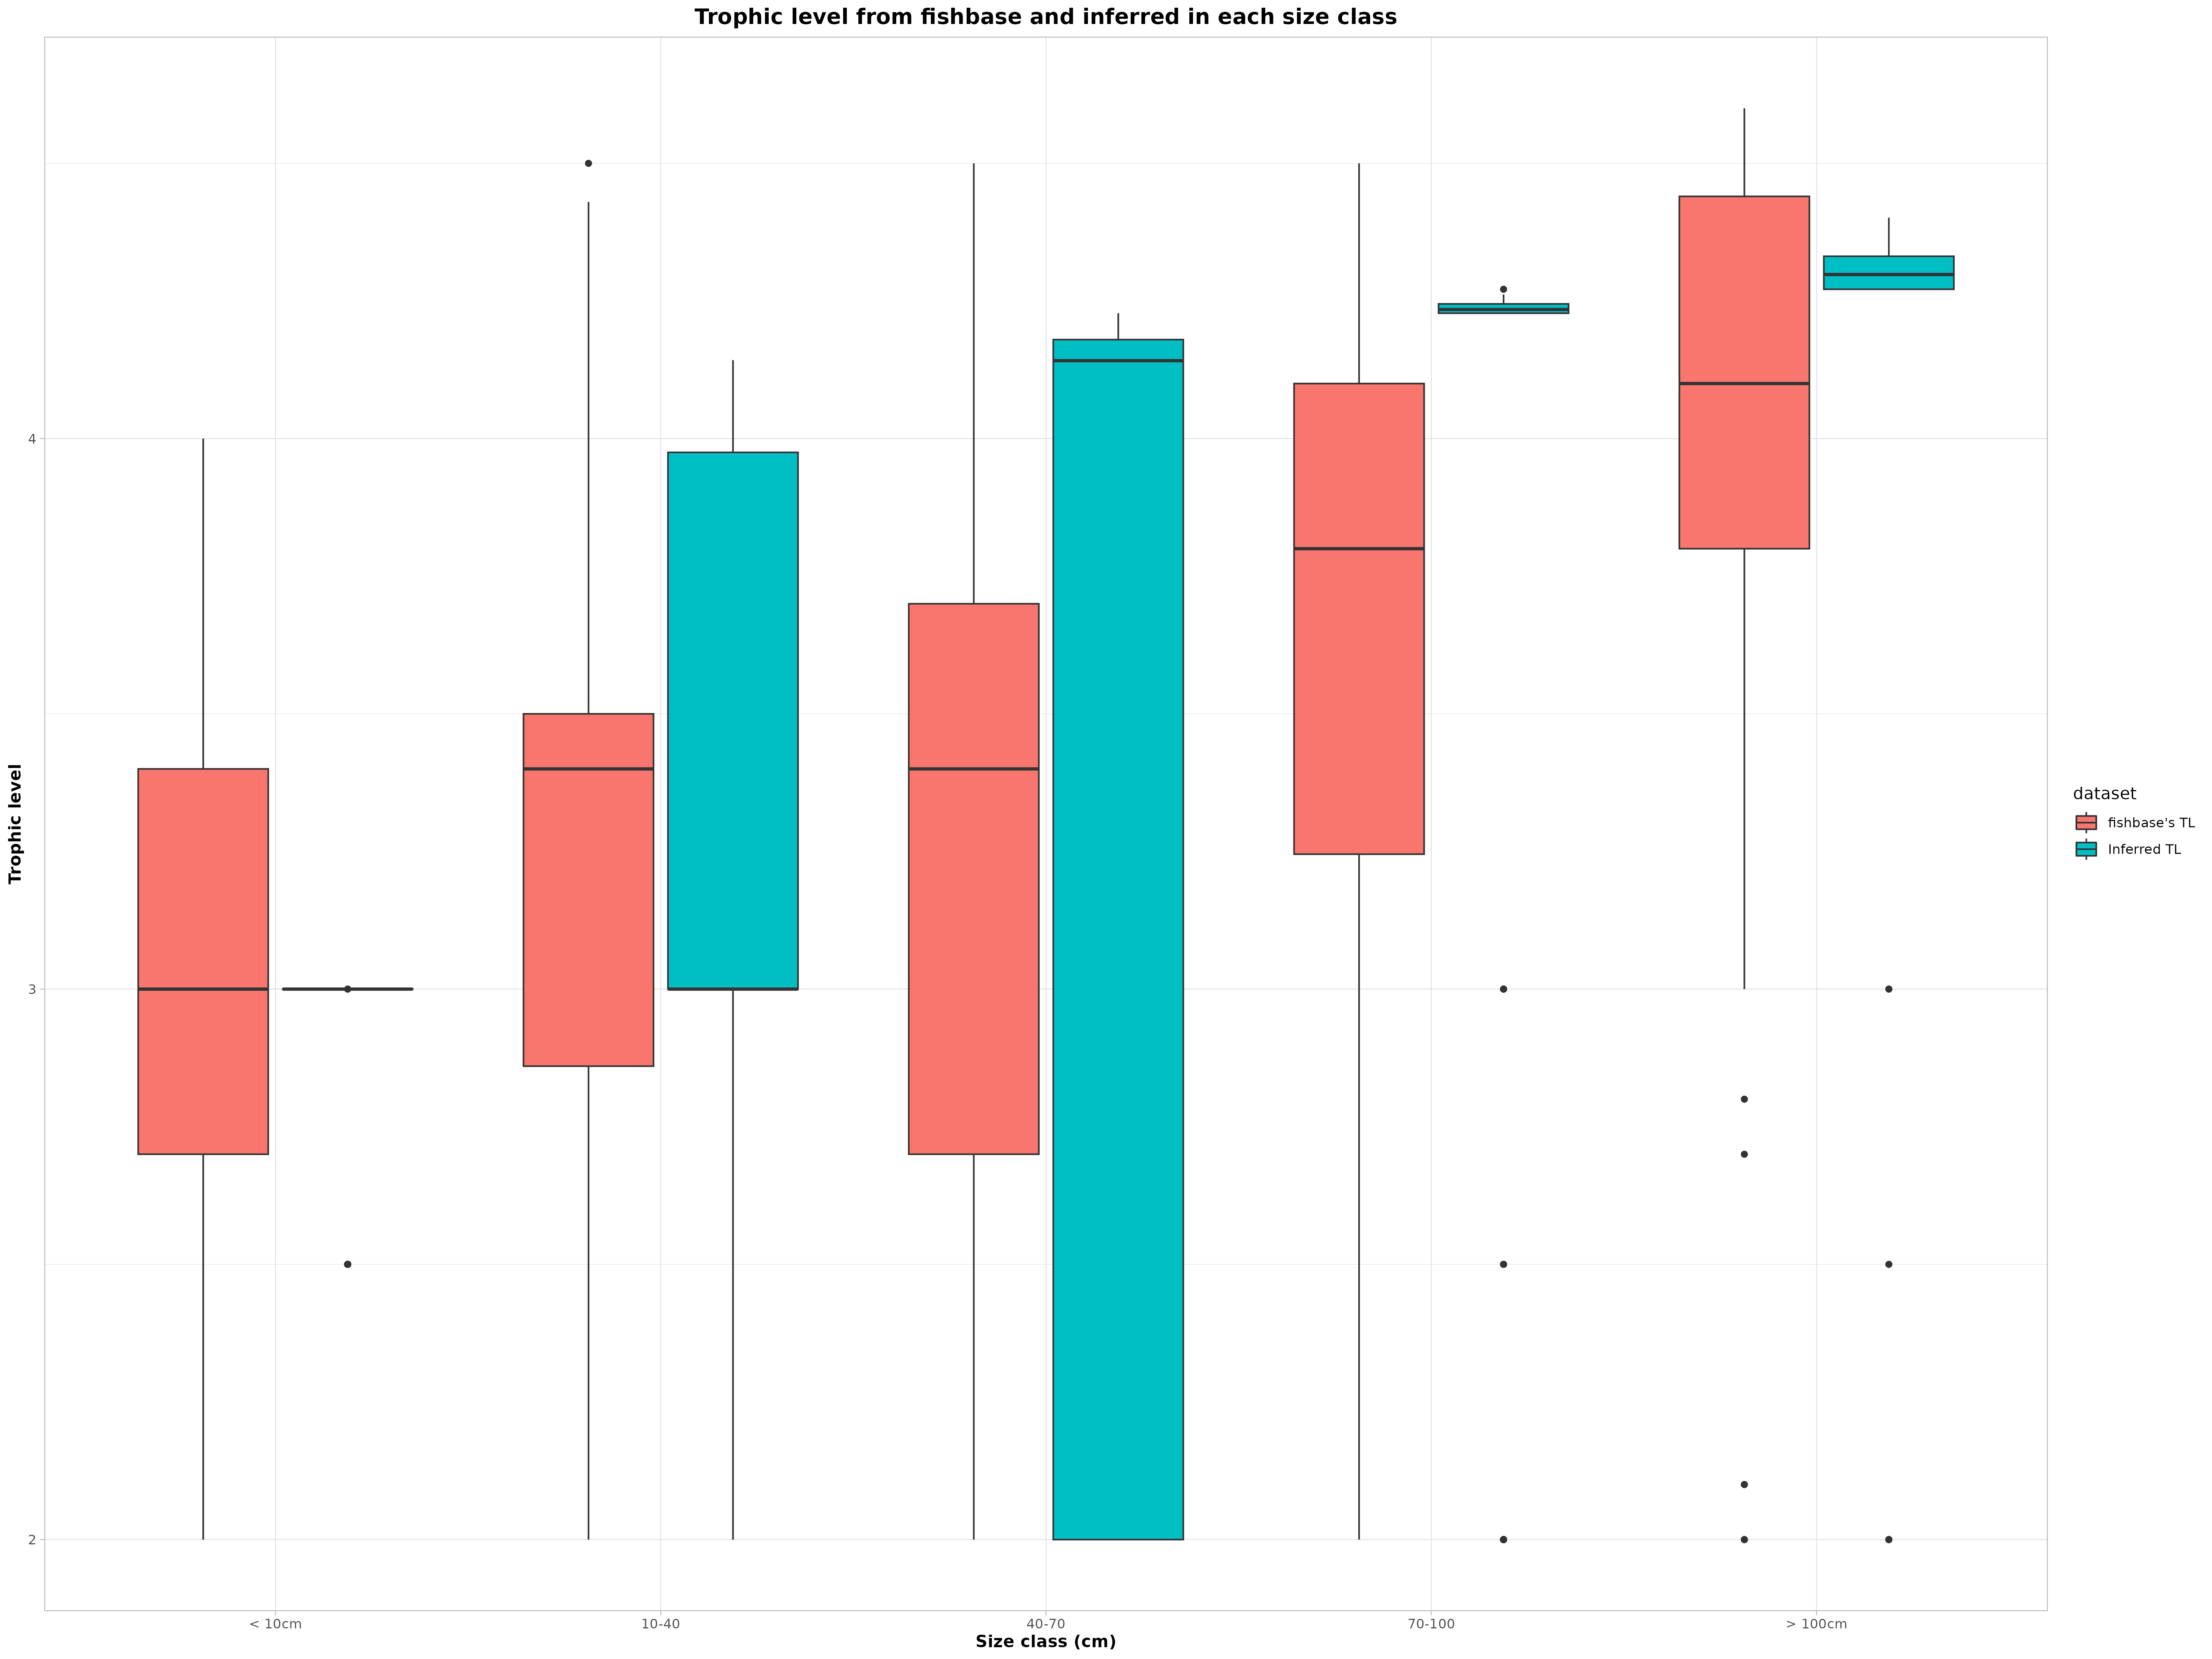 Trophic level from fishbase and inferred in each size class
Trophic level
4
3
2
< 10cm
10-40
40-70
70-100
> 100cm
Size class (cm)
dataset
fishbase's TL
Inferred TL